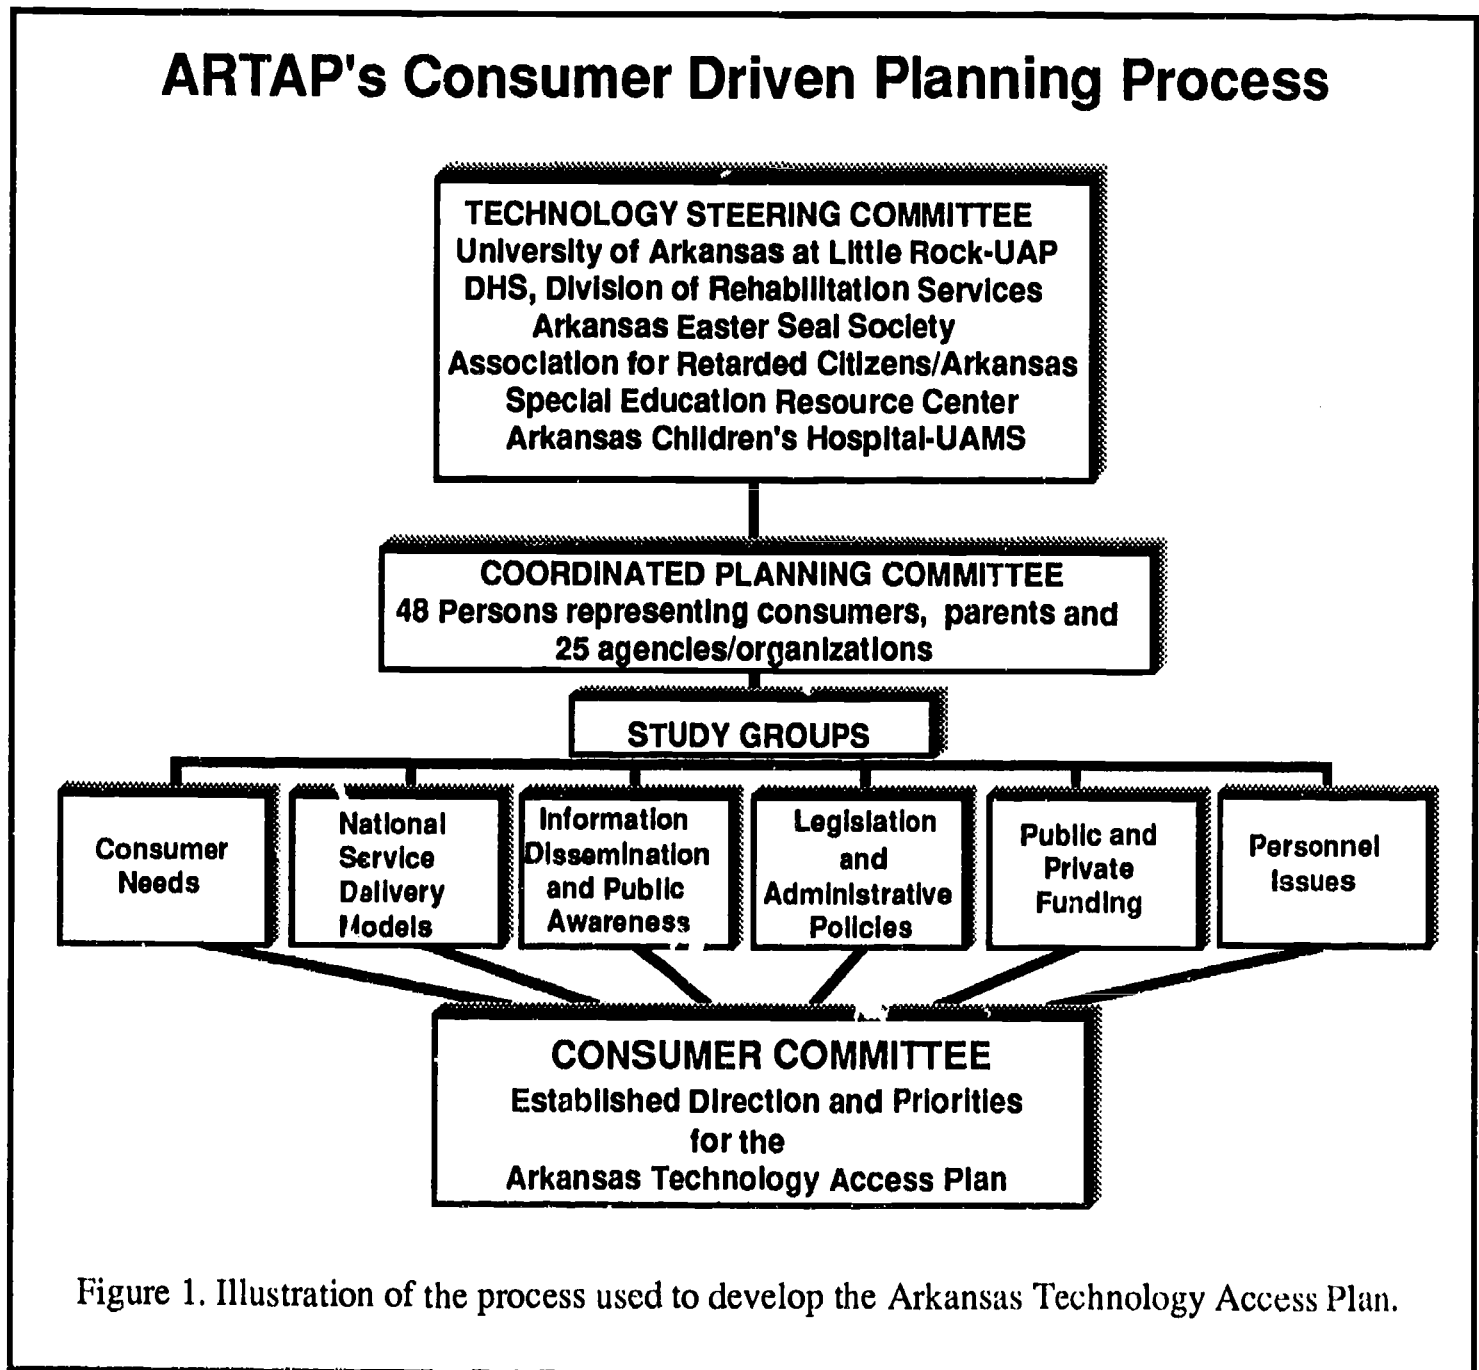 ARTAP's Consumer Driven Planning Process
TECHNOLOGY STEERING COMMITTEE
University of Arkansas at Little Rock-UAP
DHS, Division of Rehabilitation Services
Arkansas Easter Seal Society
Association for Retarded Citizens/Arkansas
Special Education Resource Center
Arkansas Children's Hospital-UAMS
COORDINATED PLANNING COMMITTEE
48 Persons representing consumers, parents and
25 agencies/organizations
STUDY GROUPS
Consumer
Needs
National
Service
Delivery
Models
Information
Dissemination
and Public
Awareness
Legislation
and
Administrative
Policies
Public and
Private
Funding
Personnel
Issues
CONSUMER COMMITTEE
Established Direction and Priorities
for the
Arkansas Technology Access Plan
Figure 1. Illustration of the process used to develop the Arkansas Technology Access Plan.